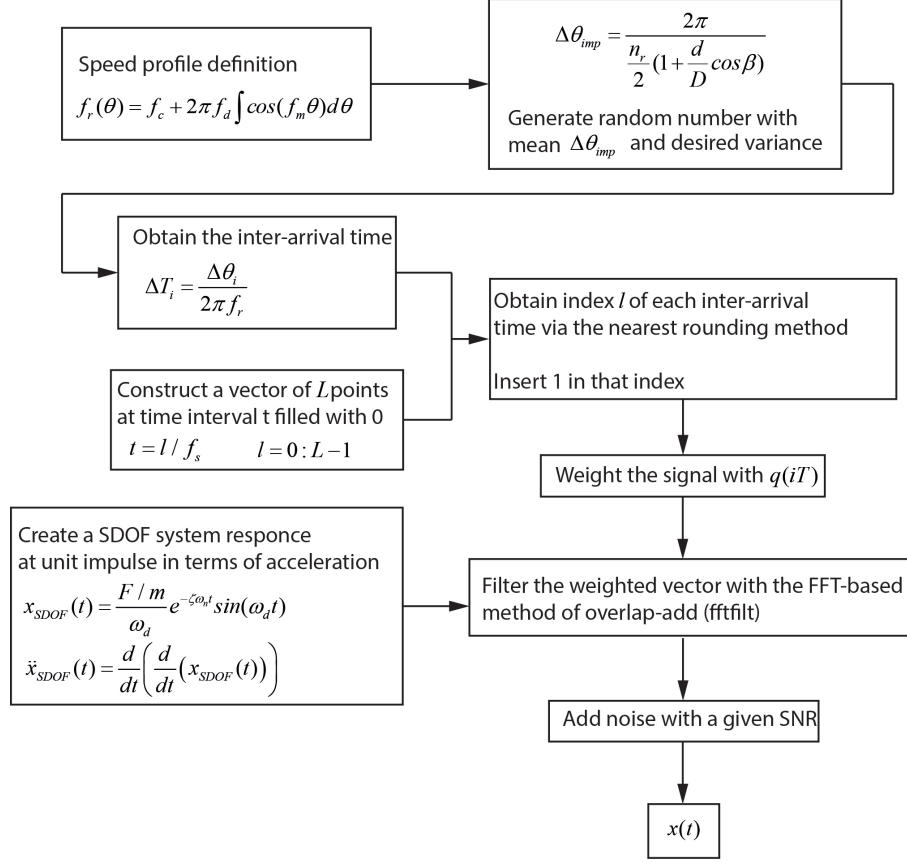 Speed profile definition
f_r(θ) = f_c + 2π f_d ∫ cos(f_m θ)dθ
Δθ_imp = 2π / (n_r/2 (1 + d/D cos β))
Generate random number with
mean Δθ_imp and desired variance
Obtain the inter-arrival time
ΔT_i = Δθ_i / 2π f_r
Construct a vector of L points
at time interval t filled with 0
t = l / f_s l = 0 : L − 1
Obtain index l of each inter-arrival
time via the nearest rounding method
Insert 1 in that index
Weight the signal with q(iT)
Create a SDOF system responce
at unit impulse in terms of acceleration
x_SDOF(t) = (F / m)/ω_d e^{−ζω_n t} sin(ω_d t)
ẍ_SDOF(t) = d/dt (d/dt (x_SDOF(t)))
Filter the weighted vector with the FFT-based
method of overlap-add (fftfilt)
Add noise with a given SNR
x(t)